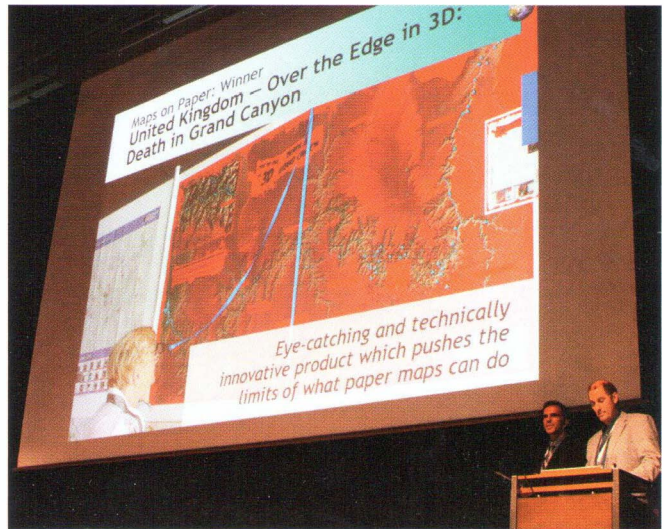 Maps on Paper: Winner
United Kingdom – Over the Edge in 3D:
Death in Grand Canyon
Eye-catching and technically
innovative product which pushes the
limits of what paper maps can do